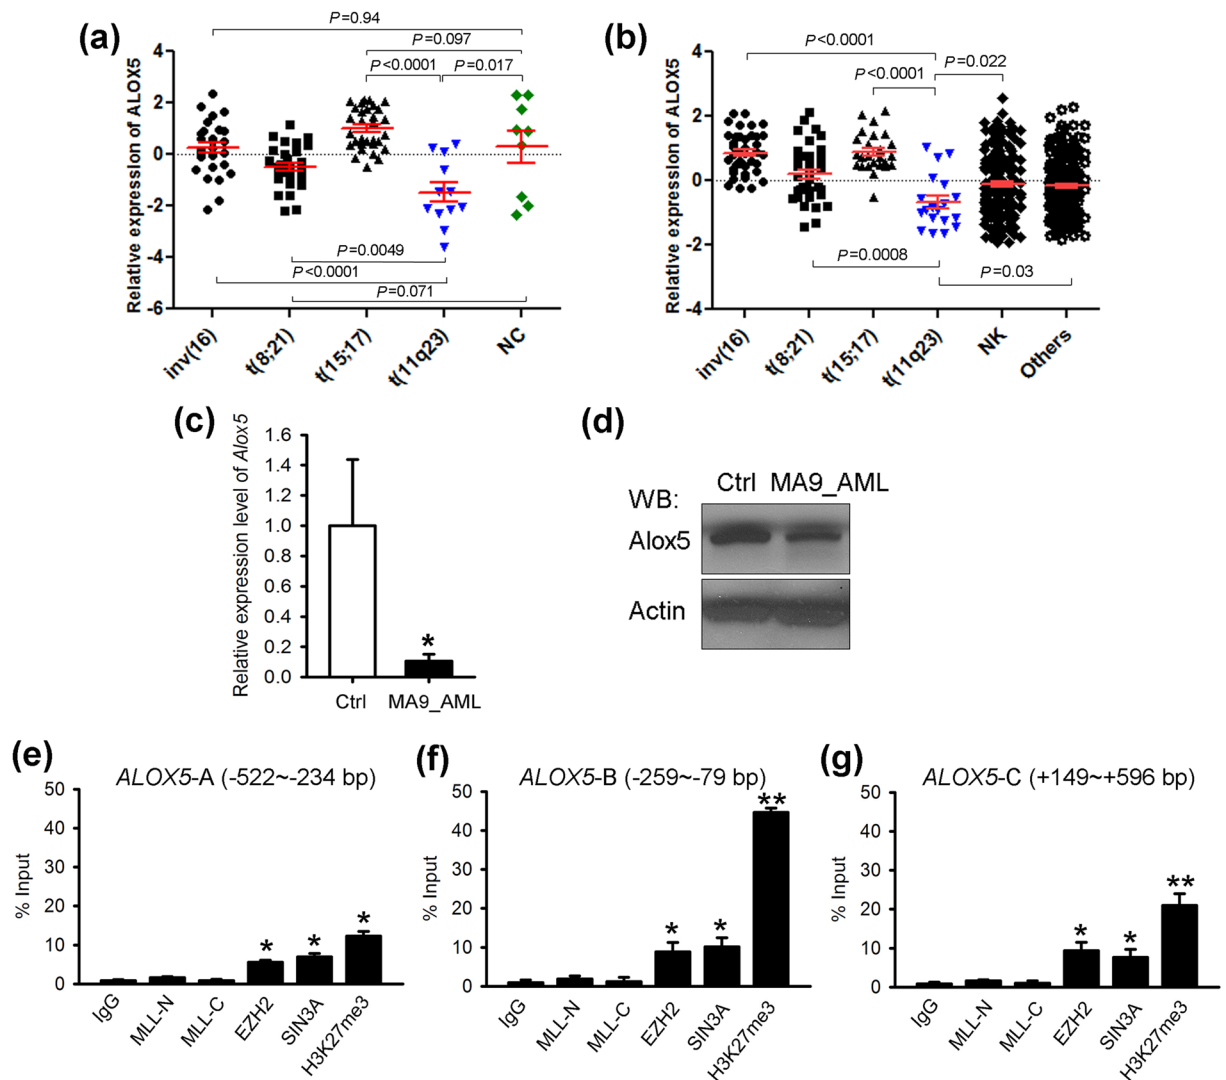 (a)
P=0.94
P=0.097
P<0.0001
P=0.017
Relative expression of ALOX5
4
2
0
-2
-4
-6
P=0.0049
P<0.0001
P=0.071
inv(16)
t(8;21)
t(15;17)
t(11q23)
NC
(b)
P<0.0001
P=0.022
P<0.0001
Relative expression of ALOX5
4
2
0
-2
-4
P=0.0008
P=0.03
inv(16)
t(8;21)
t(15;17)
t(11q23)
NK
Others
(c)
Relative expression level of Alox5
1.6
1.4
1.2
1.0
0.8
0.6
0.4
0.2
0.0
*
Ctrl
MA9_AML
(d)
Ctrl MA9_AML
WB:
Alox5
Actin
(e)
ALOX5-A (-522~-234 bp)
% Input
50
40
30
20
10
0
*
*
*
IgG
MLL-N
MLL-C
EZH2
SIN3A
H3K27me3
(f)
ALOX5-B (-259~-79 bp)
% Input
50
40
30
20
10
0
*
*
**
IgG
MLL-N
MLL-C
EZH2
SIN3A
H3K27me3
(g)
ALOX5-C (+149~+596 bp)
% Input
50
40
30
20
10
0
*
*
**
IgG
MLL-N
MLL-C
EZH2
SIN3A
H3K27me3